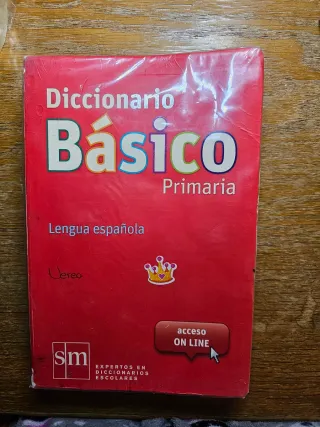 Diccionario
Básico
Primaria
Lengua española
acceso
ON LINE
sm
EXPERTOS EN
DICCIONARIOS
ESCOLARES